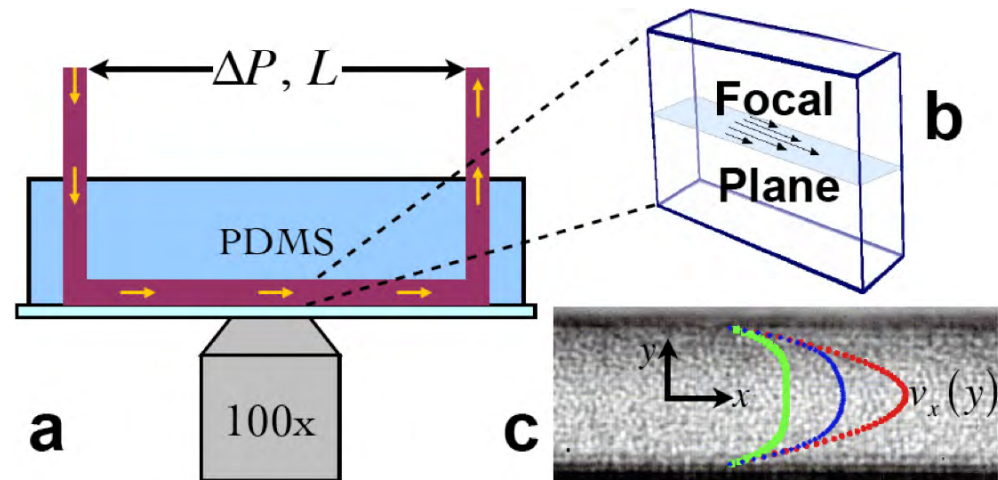 ΔP, L
PDMS
100x
a
Focal
Plane
b
y
x
v_x(y)
c